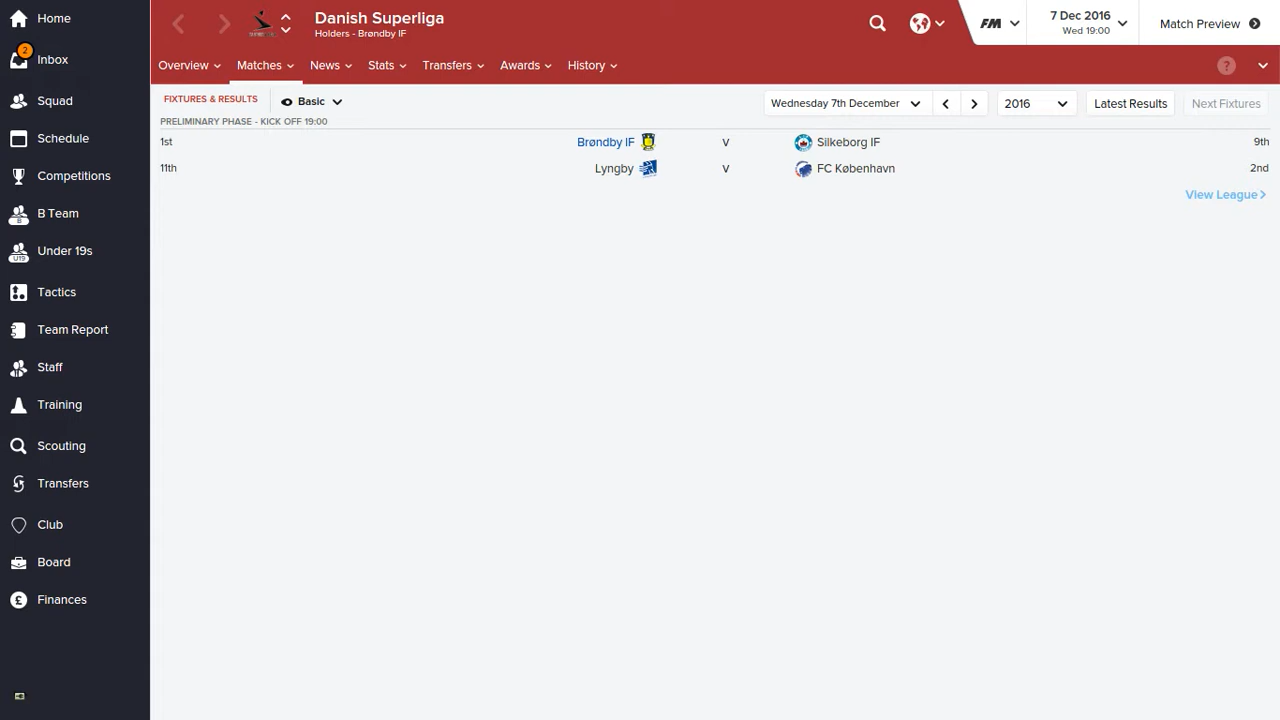 Home
2
Inbox
Squad
Schedule
Competitions
B
B Team
U19
Under 19s
Tactics
Team Report
Staff
Training
Scouting
Transfers
Club
Board
£
Finances
Danish Superliga
Holders - Brøndby IF
FM
7 Dec 2016
Wed 19:00
Match Preview
Overview
Matches
News
Stats
Transfers
Awards
History
?
FIXTURES & RESULTS
Basic
Wednesday 7th December
2016
Latest Results
Next Fixtures
PRELIMINARY PHASE - KICK OFF 19:00
1st Brøndby IF v Silkeborg IF 9th
11th Lyngby v FC København 2nd
View League